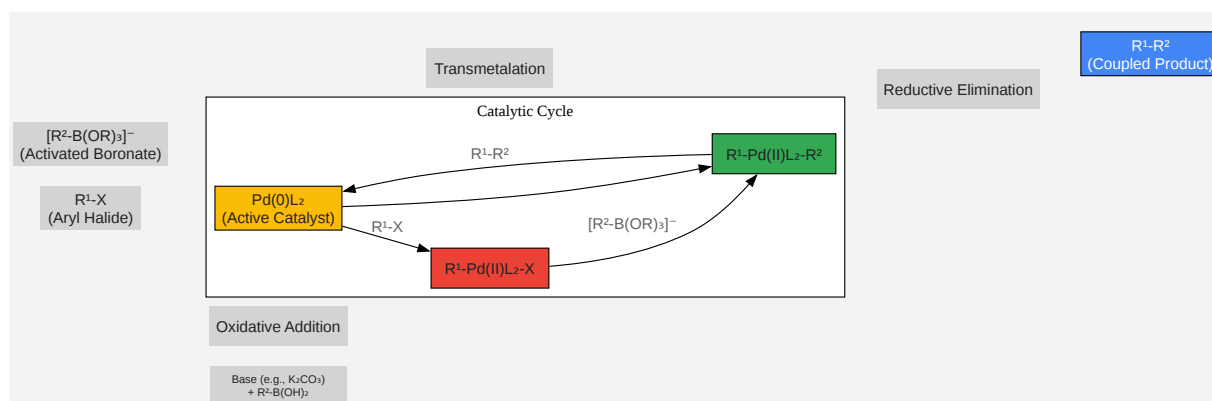 R¹-R²
(Coupled Product)
Transmetalation
Reductive Elimination
Catalytic Cycle
[R²-B(OR)₃]⁻
(Activated Boronate)
R¹-R²
R¹-Pd(II)L₂-R²
R¹-X
(Aryl Halide)
Pd(0)L₂
(Active Catalyst)
R¹-X
[R²-B(OR)₃]⁻
R¹-Pd(II)L₂-X
Oxidative Addition
Base (e.g., K₂CO₃)
+ R²-B(OH)₂